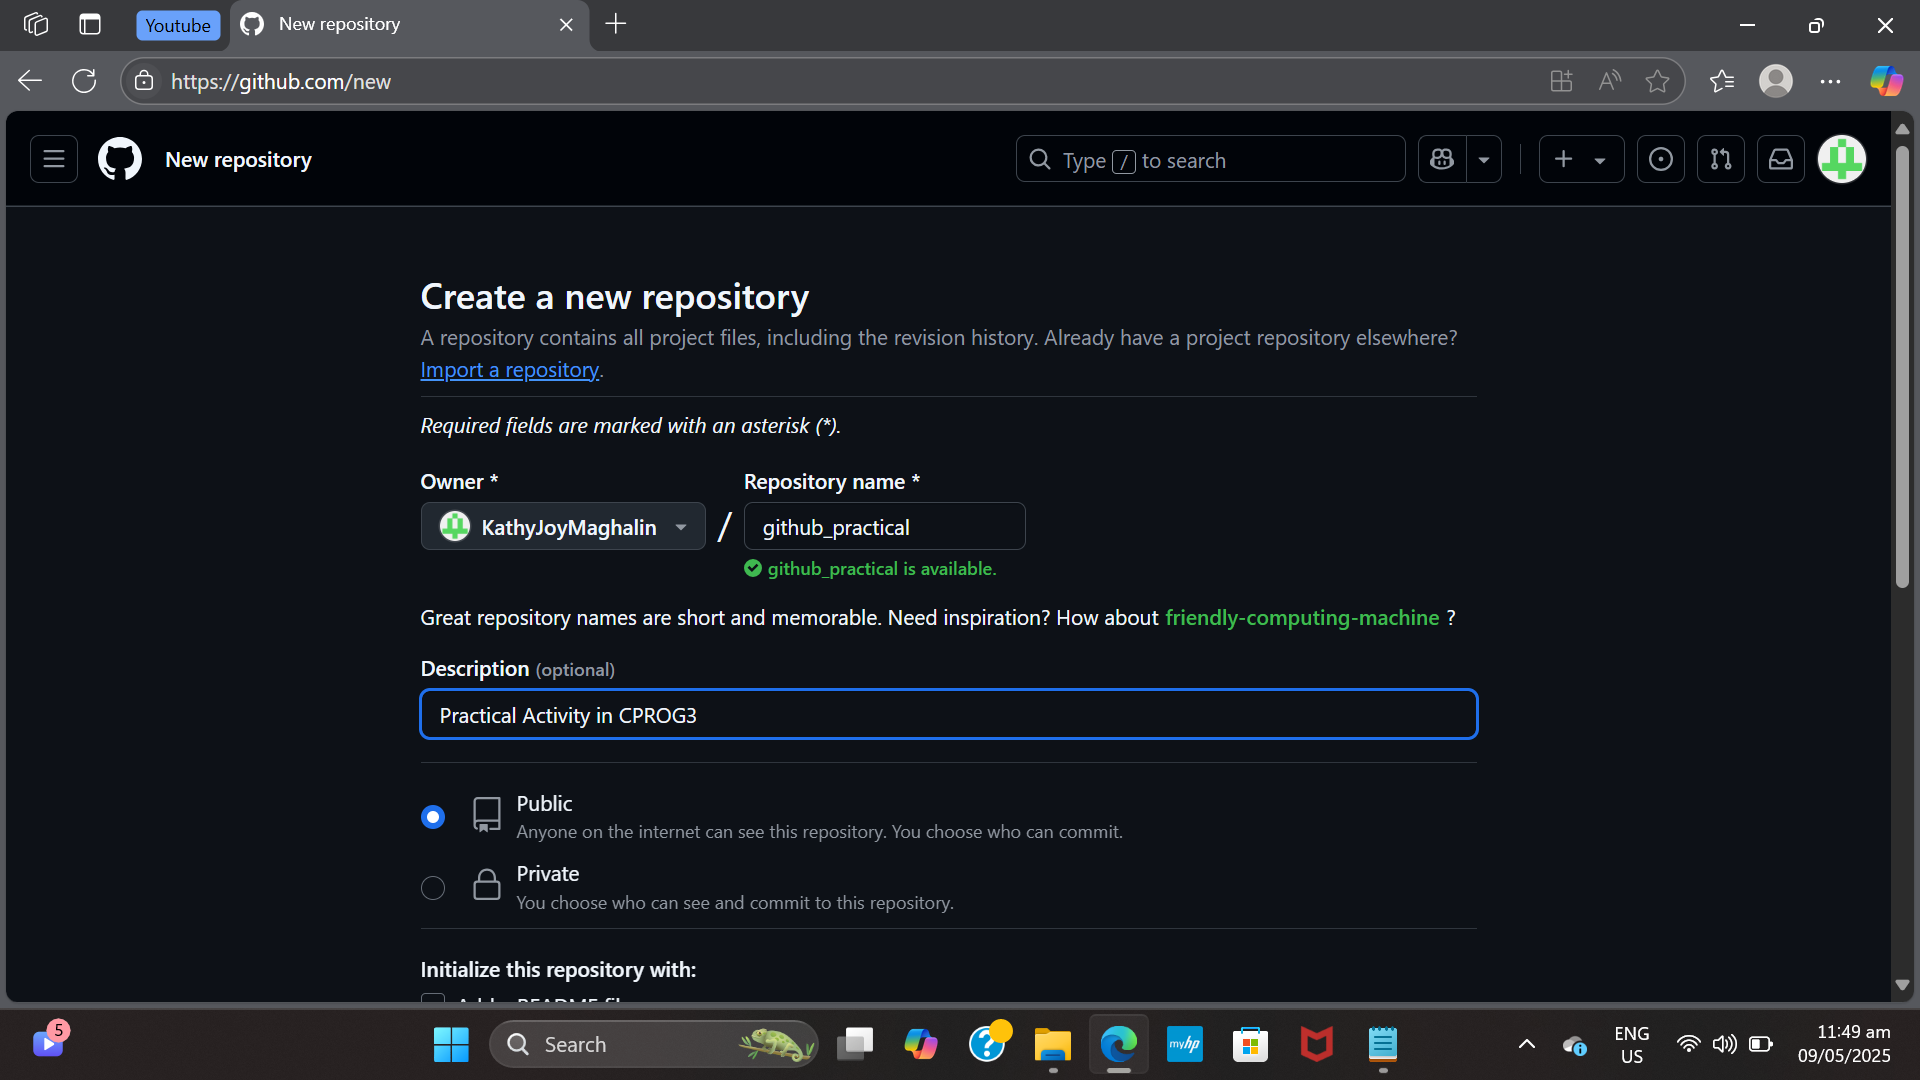 Youtube
New repository
https://github.com/new
New repository
Type / to search
Create a new repository
A repository contains all project files, including the revision history. Already have a project repository elsewhere?
Import a repository.
Required fields are marked with an asterisk (*).
Owner *
Repository name *
KathyJoyMaghalin
/
github_practical
github_practical is available.
Great repository names are short and memorable. Need inspiration? How about friendly-computing-machine ?
Description (optional)
Practical Activity in CPROG3
Public
Anyone on the internet can see this repository. You choose who can commit.
Private
You choose who can see and commit to this repository.
Initialize this repository with:
5
Search
myhp
ENG
US
11:49 am
09/05/2025